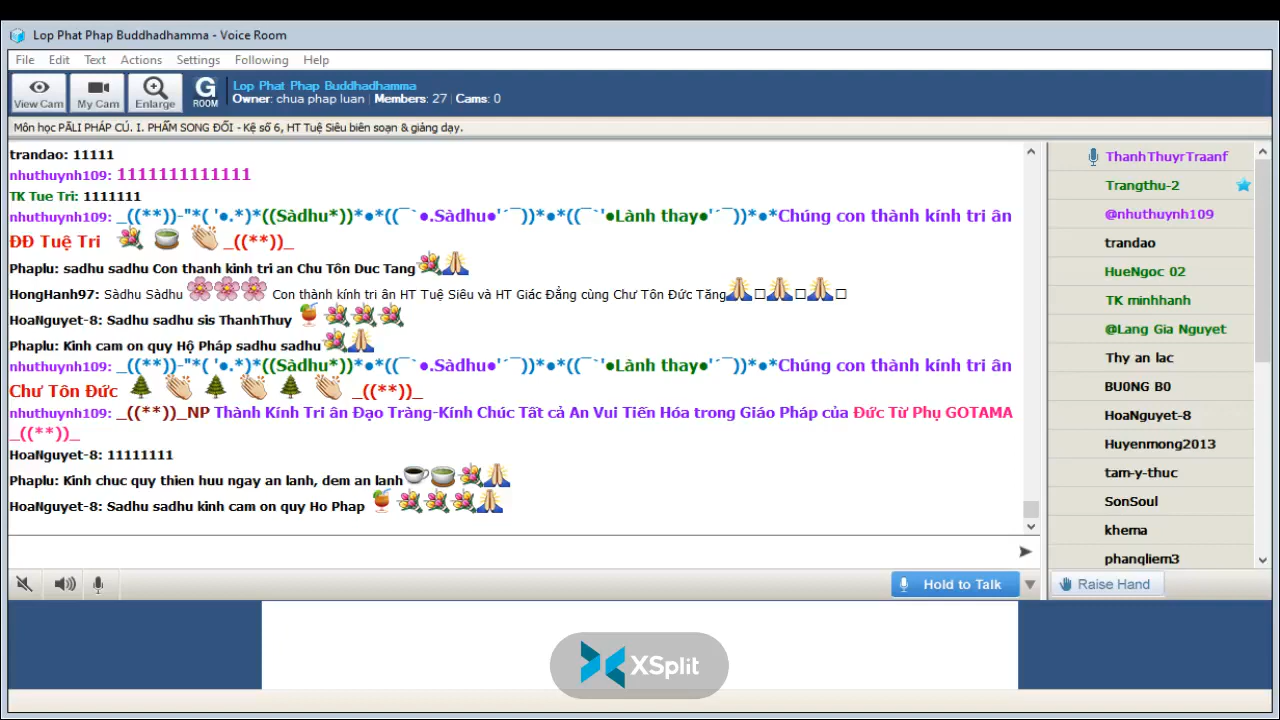 Lop Phat Phap Buddhadhamma - Voice Room
File Edit Text Actions Settings Following Help
View Cam My Cam Enlarge G ROOM
Lop Phat Phap Buddhadhamma
Owner: chua phap luan | Members: 27 | Cams: 0
Môn học PĀLI PHÁP CÚ. I. PHẨM SONG ĐỐI - Kệ số 6, HT Tuệ Siêu biên soạn & giảng dạy.
trandao: 11111
nhuthuynh109: 1111111111111
TK Tue Tri: 1111111
nhuthuynh109: _((**))-"*( '●.*)*((Sàdhu*))*●*((¯`●.Sàdhu●'´¯))*●*((¯`'●Lành thay●'´¯))*●*Chúng con thành kính tri ân
ĐĐ Tuệ Tri 💐 🍵 👏 _((**))_
Phaplu: sadhu sadhu Con thanh kinh tri an Chu Tôn Duc Tang💐🙏
HongHanh97: Sādhu Sādhu 🌸🌸🌸 Con thành kính tri ân HT Tuệ Siêu và HT Giác Đẳng cùng Chư Tôn Đức Tăng🙏□🙏□🙏□
HoaNguyet-8: Sadhu sadhu sis ThanhThuy 🍹💐💐💐
Phaplu: Kinh cam on quy Hộ Pháp sadhu sadhu💐🙏
nhuthuynh109: _((**))-"*( '●.*)*((Sàdhu*))*●*((¯`●.Sàdhu●'´¯))*●*((¯`'●Lành thay●'´¯))*●*Chúng con thành kính tri ân
Chư Tôn Đức 🌲 👏 🌲 👏 🌲 👏 _((**))_
nhuthuynh109: _((**))_NP Thành Kính Tri ân Đạo Tràng-Kính Chúc Tất cả An Vui Tiến Hóa trong Giáo Pháp của Đức Từ Phụ GOTAMA
_((**))_
HoaNguyet-8: 11111111
Phaplu: Kinh chuc quy thien huu ngay an lanh, dem an lanh☕🍵💐🙏
HoaNguyet-8: Sadhu sadhu kinh cam on quy Ho Phap 🍹💐💐💐🙏
ThanhThuyrTraanf
Trangthu-2
@nhuthuynh109
trandao
HueNgoc 02
TK minhhanh
@Lang Gia Nguyet
Thy an lac
BU0NG B0
HoaNguyet-8
Huyenmong2013
tam-y-thuc
SonSoul
khema
phanqliem3
Hold to Talk
Raise Hand
XSplit